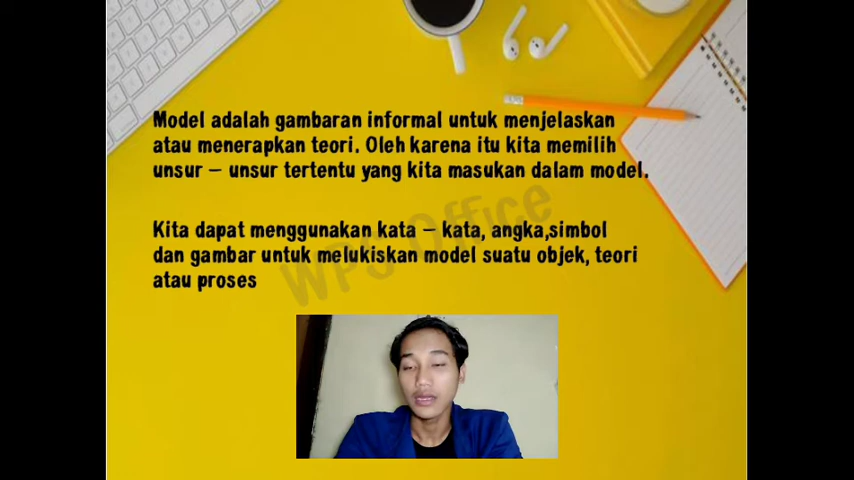 Model adalah gambaran informal untuk menjelaskan
atau menerapkan teori. Oleh karena itu kita memilih
unsur – unsur tertentu yang kita masukan dalam model.
Kita dapat menggunakan kata – kata, angka,simbol
dan gambar untuk melukiskan model suatu objek, teori
atau proses
WPS Office